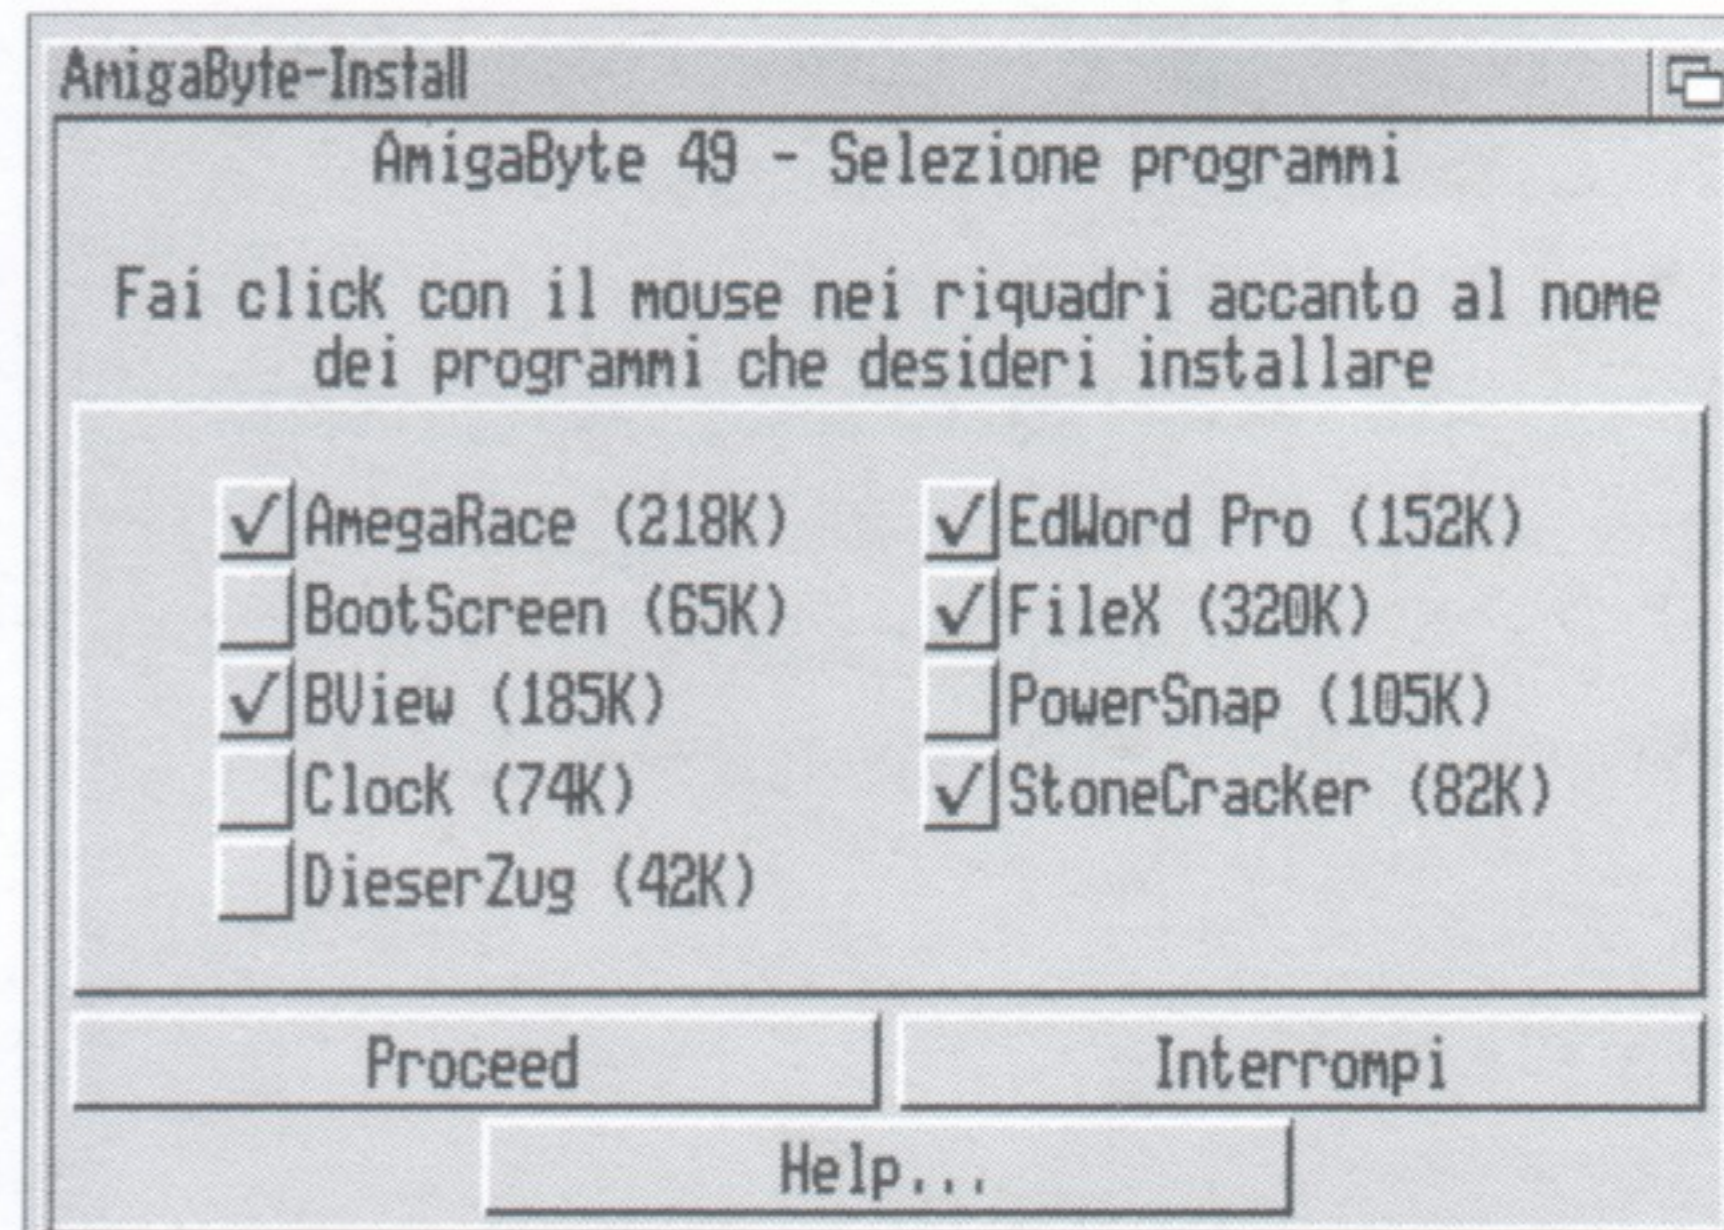 AmigaByte-Install
AmigaByte 49 - Selezione programmi
Fai click con il mouse nei riquadri accanto al nome
dei programmi che desideri installare
AmegaRace (218K)
BootScreen (65K)
BView (185K)
Clock (74K)
DieserZug (42K)
EdWord Pro (152K)
FileX (320K)
PowerSnap (105K)
StoneCracker (82K)
Proceed
Interrompi
Help...